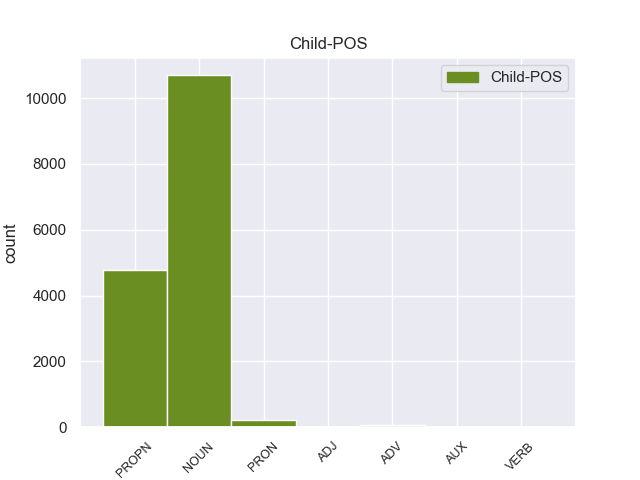 Child-POS
Child-POS
10000
8000
6000
4000
2000
0
count
PROPN
NOUN
PRON
ADJ
ADV
AUX
VERB